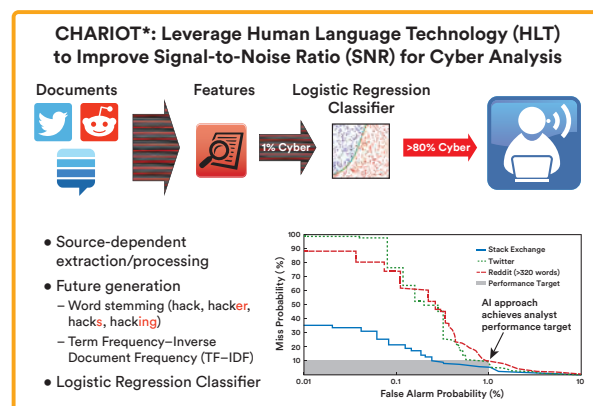 CHARIOT*: Leverage Human Language Technology (HLT)
to Improve Signal-to-Noise Ratio (SNR) for Cyber Analysis
Documents
Features
Logistic Regression
Classifier
1% Cyber
>80% Cyber
● Source-dependent
extraction/processing
● Future generation
– Word stemming (hack, hacker,
hacks, hacking)
– Term Frequency–Inverse
Document Frequency (TF–IDF)
● Logistic Regression Classifier
Miss Probability (%)
100
90
80
70
60
50
40
30
20
10
0.01
0.1
1.0
10
False Alarm Probability (%)
Stack Exchange
Twitter
Reddit (>320 words)
Performance Target
AI approach
achieves analyst
performance target